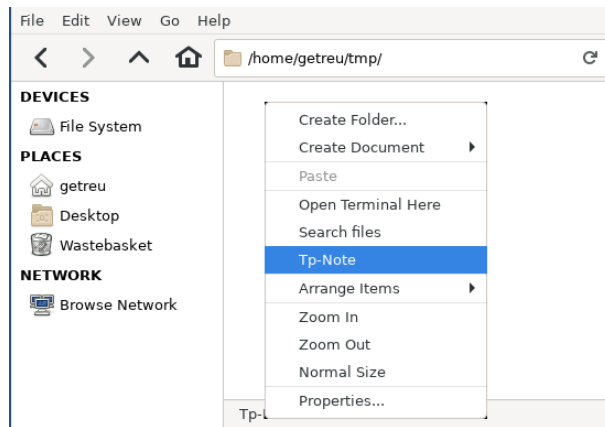 File Edit View Go Help
/home/getreu/tmp/
DEVICES
File System
PLACES
getreu
Desktop
Wastebasket
NETWORK
Browse Network
Create Folder...
Create Document
Paste
Open Terminal Here
Search files
Tp-Note
Arrange Items
Zoom In
Zoom Out
Normal Size
Properties...